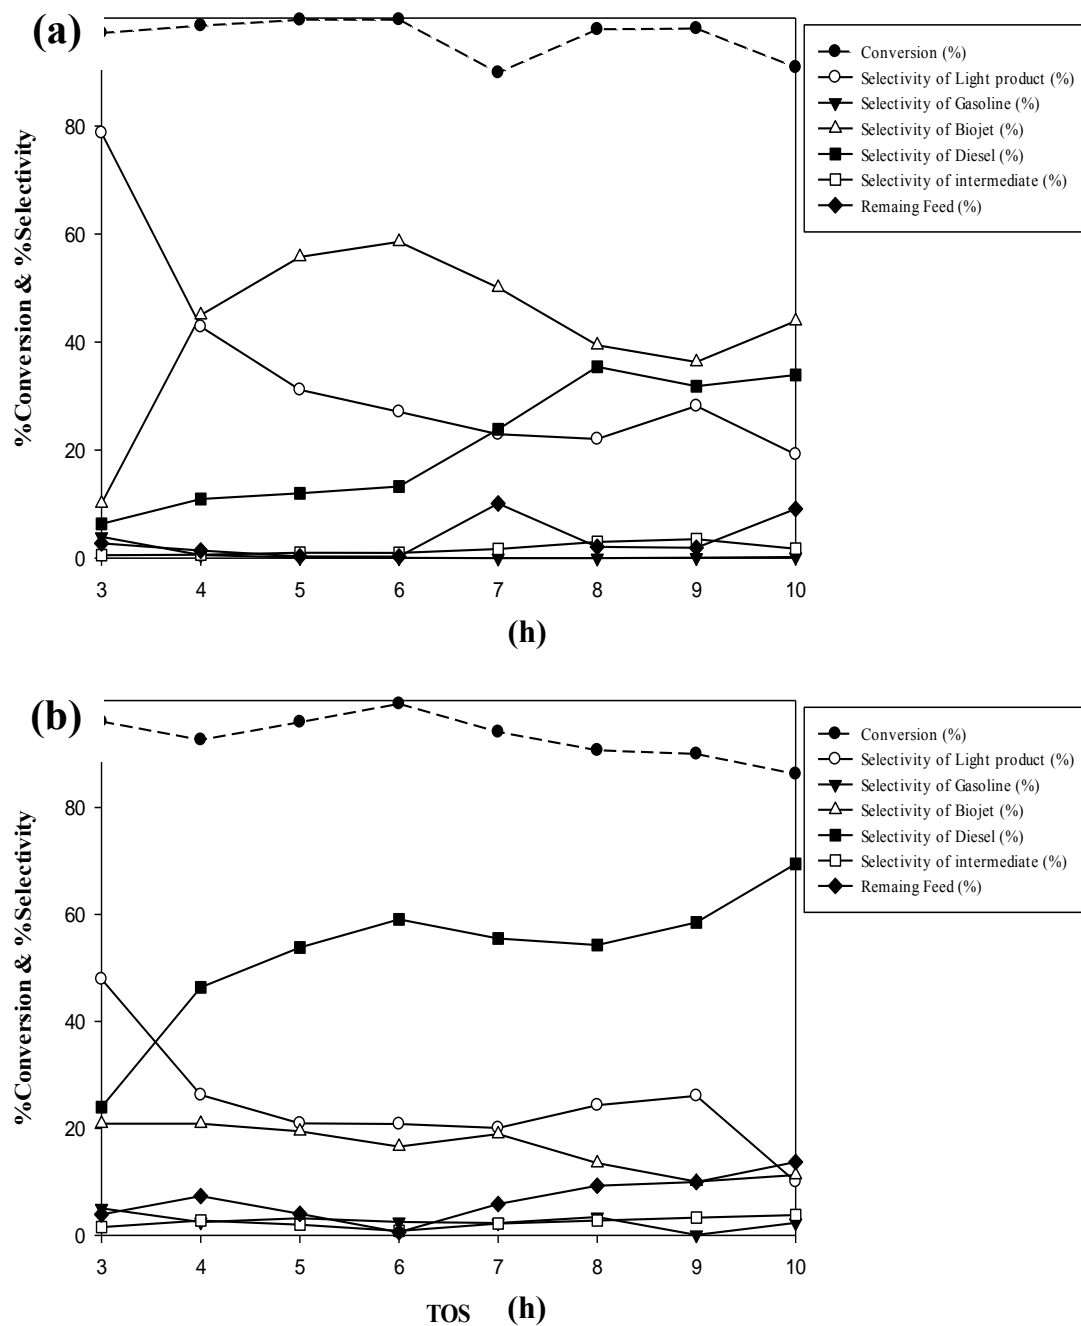 (a)
%Conversion & %Selectivity
80
60
40
20
0
3 4 5 6 7 8 9 10
(h)
Conversion (%)
Selectivity of Light product (%)
Selectivity of Gasoline (%)
Selectivity of Biojet (%)
Selectivity of Diesel (%)
Selectivity of intermediate (%)
Remaing Feed (%)
(b)
%Conversion & %Selectivity
80
60
40
20
0
3 4 5 6 7 8 9 10
TOS (h)
Conversion (%)
Selectivity of Light product (%)
Selectivity of Gasoline (%)
Selectivity of Biojet (%)
Selectivity of Diesel (%)
Selectivity of intermediate (%)
Remaing Feed (%)